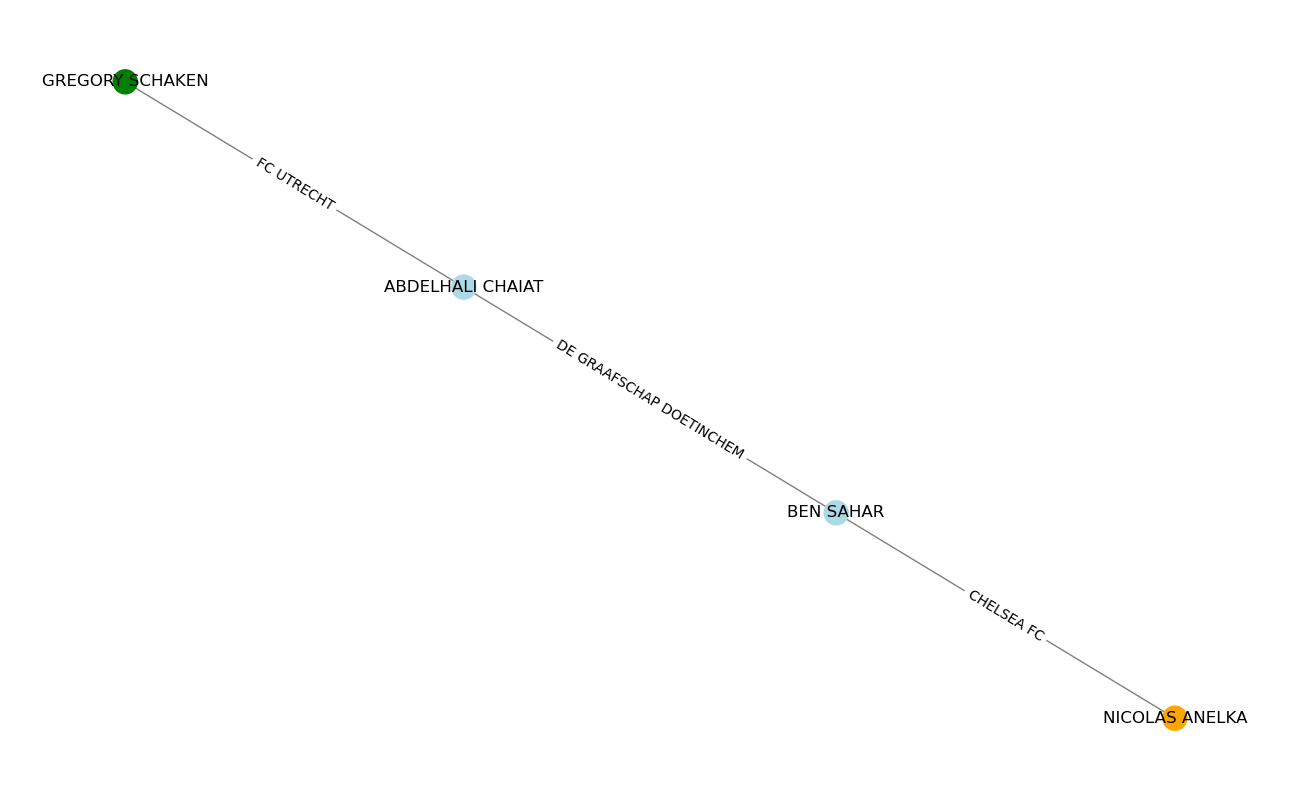 GREGORY SCHAKEN
FC UTRECHT
ABDELHALI CHAIAT
DE GRAAFSCHAP DOETINCHEM
BEN SAHAR
CHELSEA FC
NICOLAS ANELKA